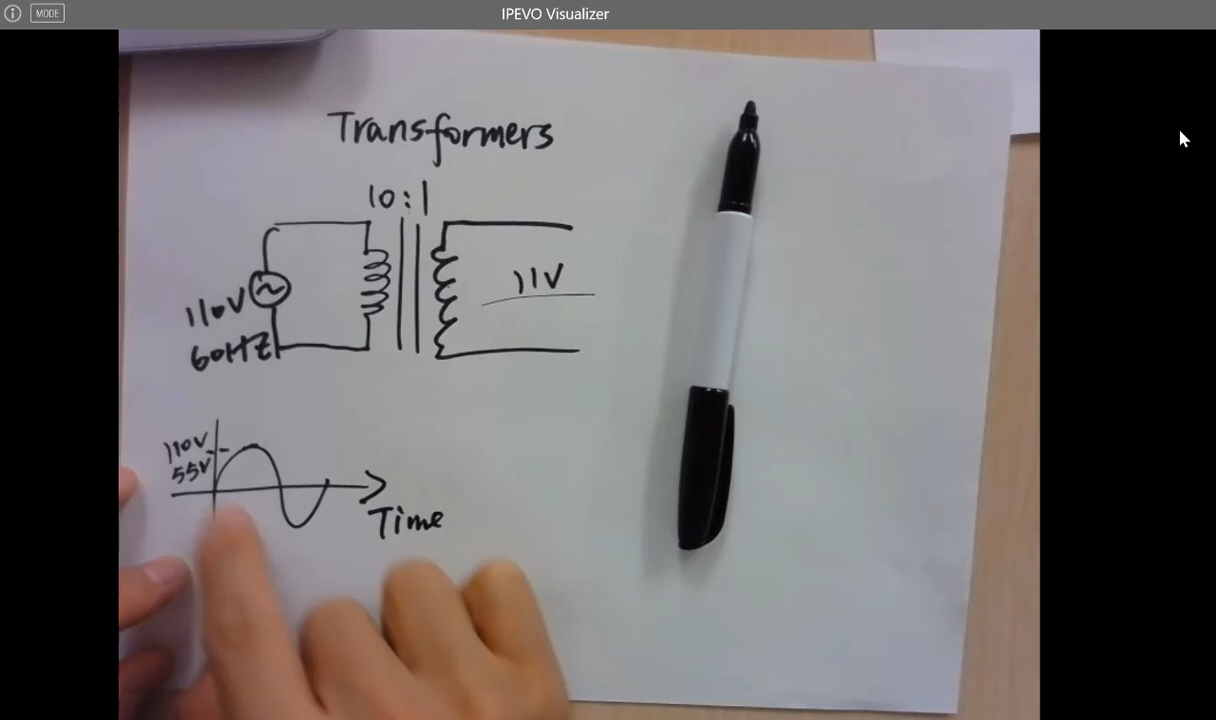 MODE
IPEVO Visualizer
Transformers
10:1
110V
60HZ
11V
110V
55V
Time